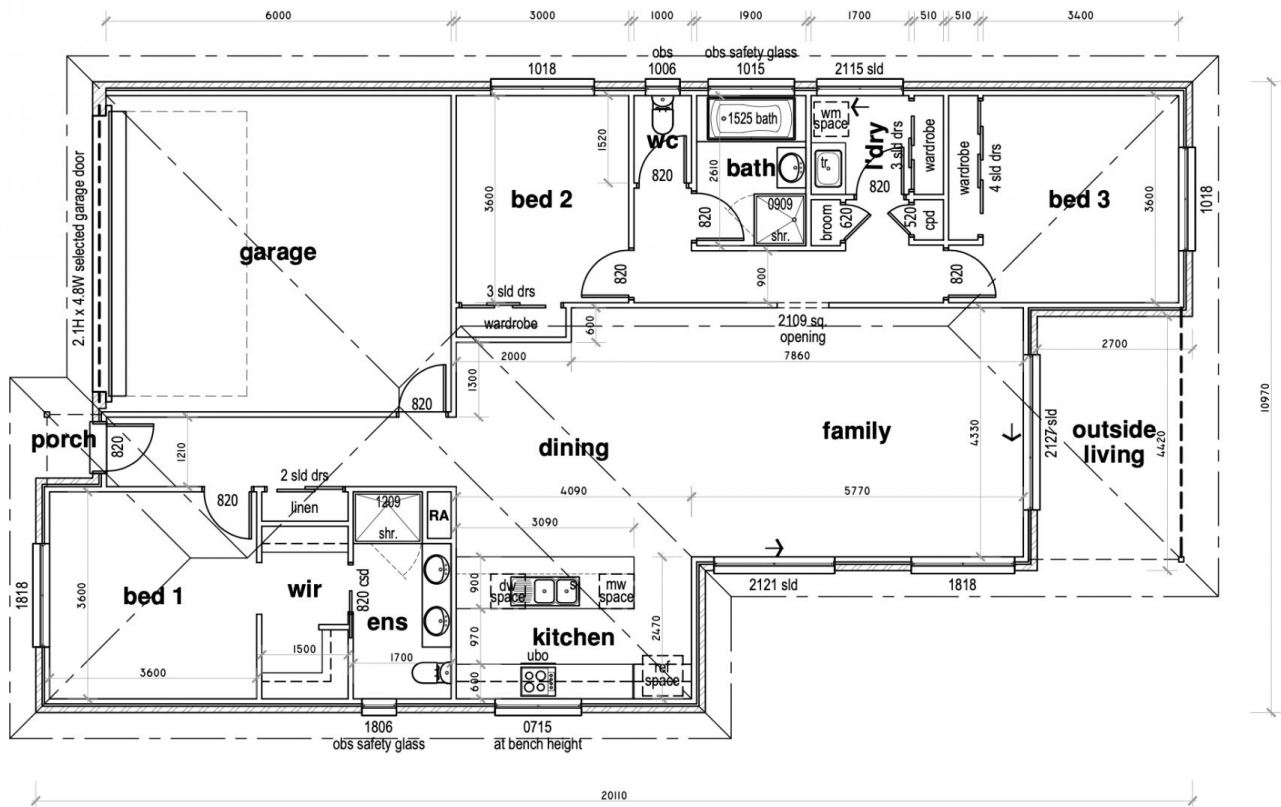 6000
3000
1000
1900
1700
510
510
3400
obs
obs safety glass
1018
1006
1015
2115 sld
2.1H x 4.8W selected garage door
garage
820
bed 2
3600
820
3 sld drs
wardrobe
600
1520
wc
820
1525 bath
bath
2610
820
0909
shr.
wm
space
tr
l'dry
3 sld drs
wardrobe
820
broom
620
520
cpd
wardrobe
4 sld drs
bed 3
3600
1018
820
900
2109 sq.
opening
2000
7860
1300
2700
10970
porch
820
1210
dining
family
4330
2127 sld
outside
living
4420
820
2 sld drs
linen
1209
shr.
RA
4090
5770
3090
1818
bed 1
3600
3600
wir
1500
820 csd
ens
1700
900
dw
space
mw
space
970
kitchen
2470
600
ubo
ref
space
2121 sld
1818
1806
obs safety glass
0715
at bench height
20110